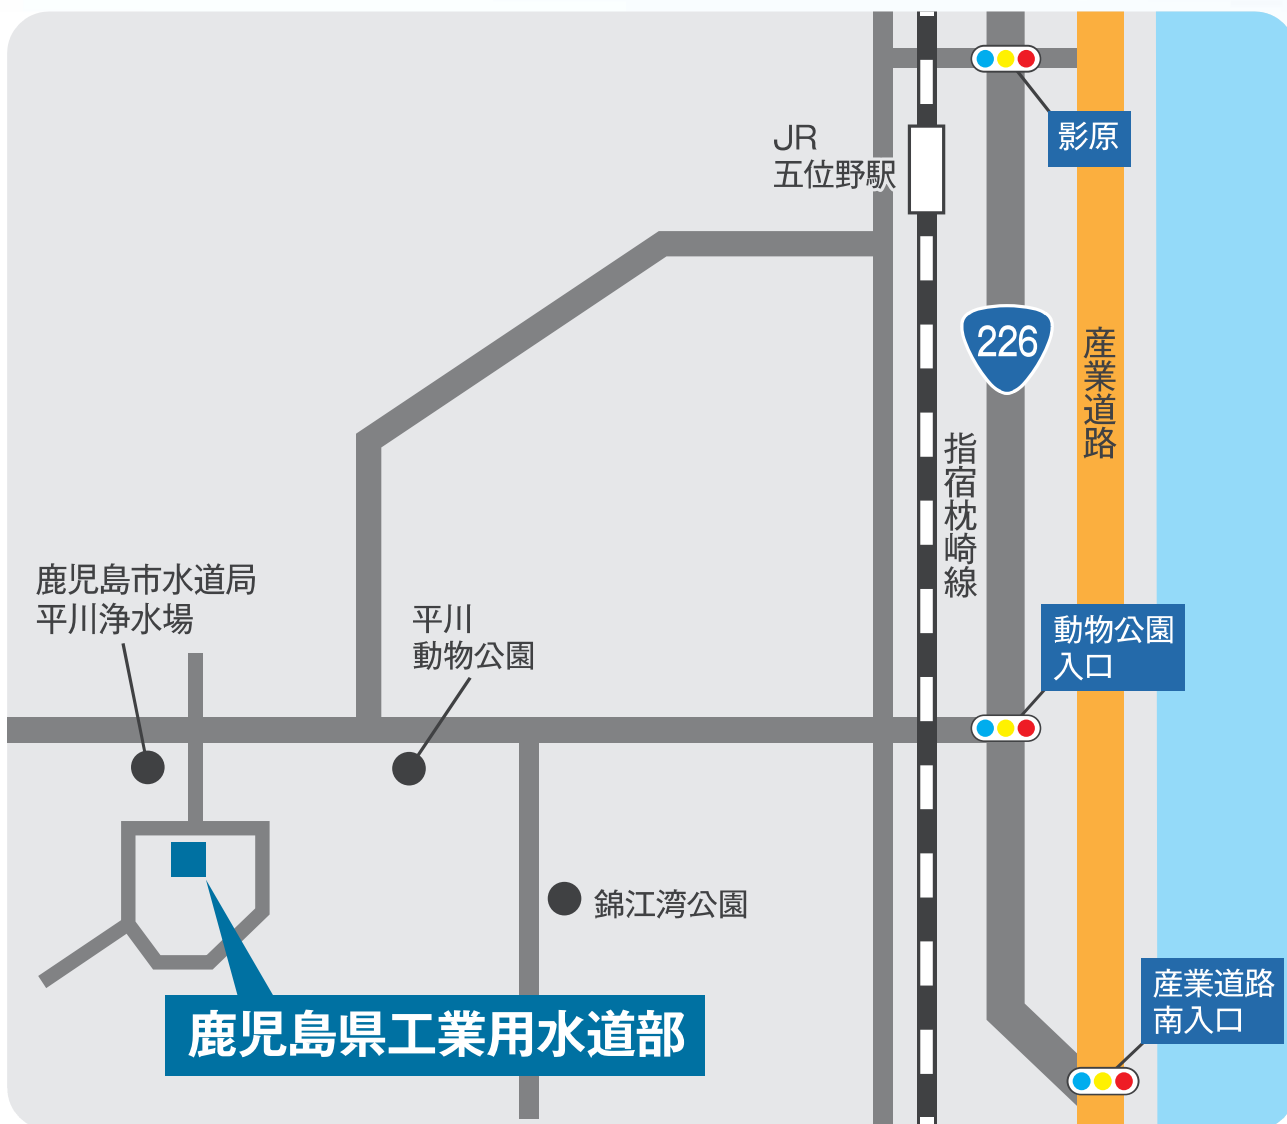 影原
JR
五位野駅
226
産業道路
指宿枕崎線
鹿児島市水道局
平川浄水場
平川
動物公園
動物公園
入口
錦江湾公園
産業道路
南入口
鹿児島県工業用水道部